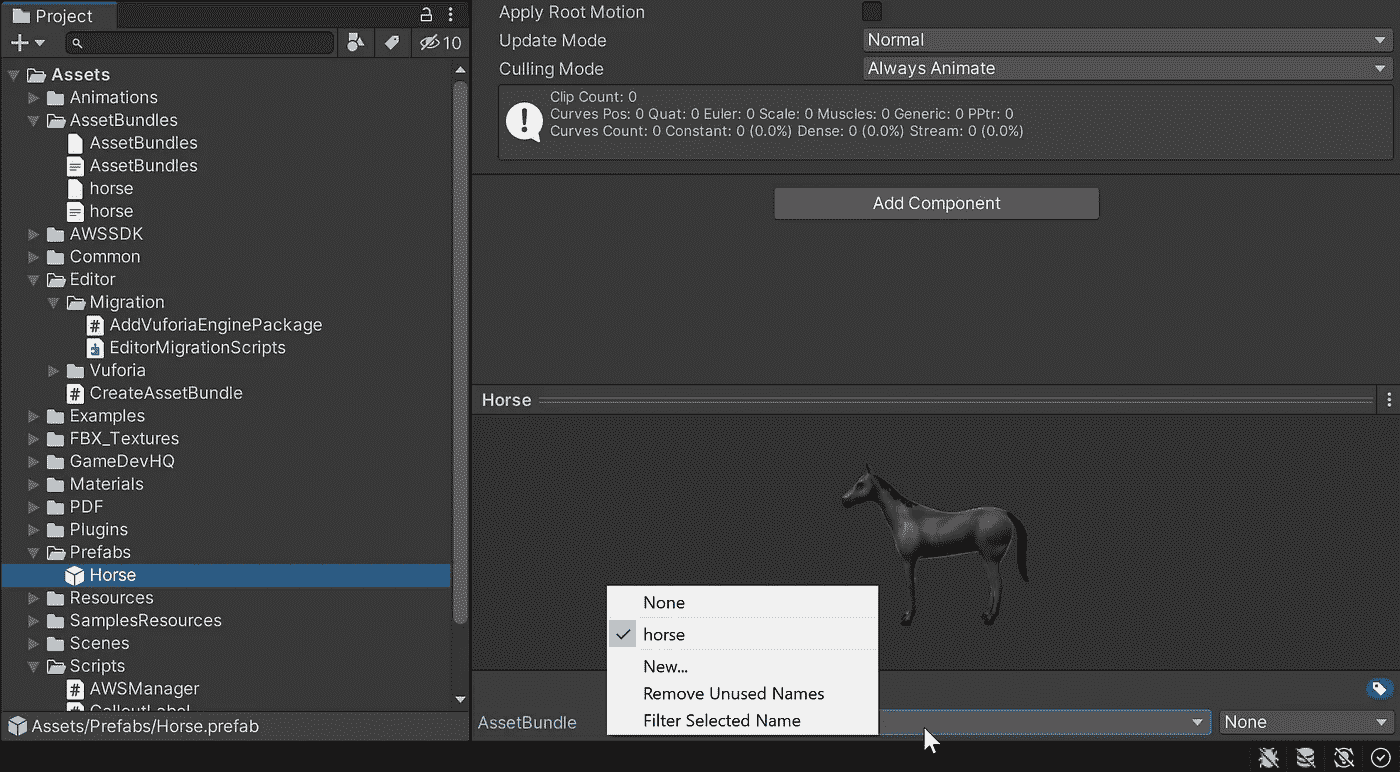 Project
10
Assets
Animations
AssetBundles
AssetBundles
AssetBundles
horse
horse
AWSSDK
Common
Editor
Migration
AddVuforiaEnginePackage
EditorMigrationScripts
Vuforia
CreateAssetBundle
Examples
FBX_Textures
GameDevHQ
Materials
PDF
Plugins
Prefabs
Horse
Resources
SamplesResources
Scenes
Scripts
AWSManager
CalloutLabel
Assets/Prefabs/Horse.prefab
Apply Root Motion
Update Mode Normal
Culling Mode Always Animate
Clip Count: 0
Curves Pos: 0 Quat: 0 Euler: 0 Scale: 0 Muscles: 0 Generic: 0 PPtr: 0
Curves Count: 0 Constant: 0 (0.0%) Dense: 0 (0.0%) Stream: 0 (0.0%)
Add Component
Horse
None
horse
New...
Remove Unused Names
Filter Selected Name
AssetBundle None